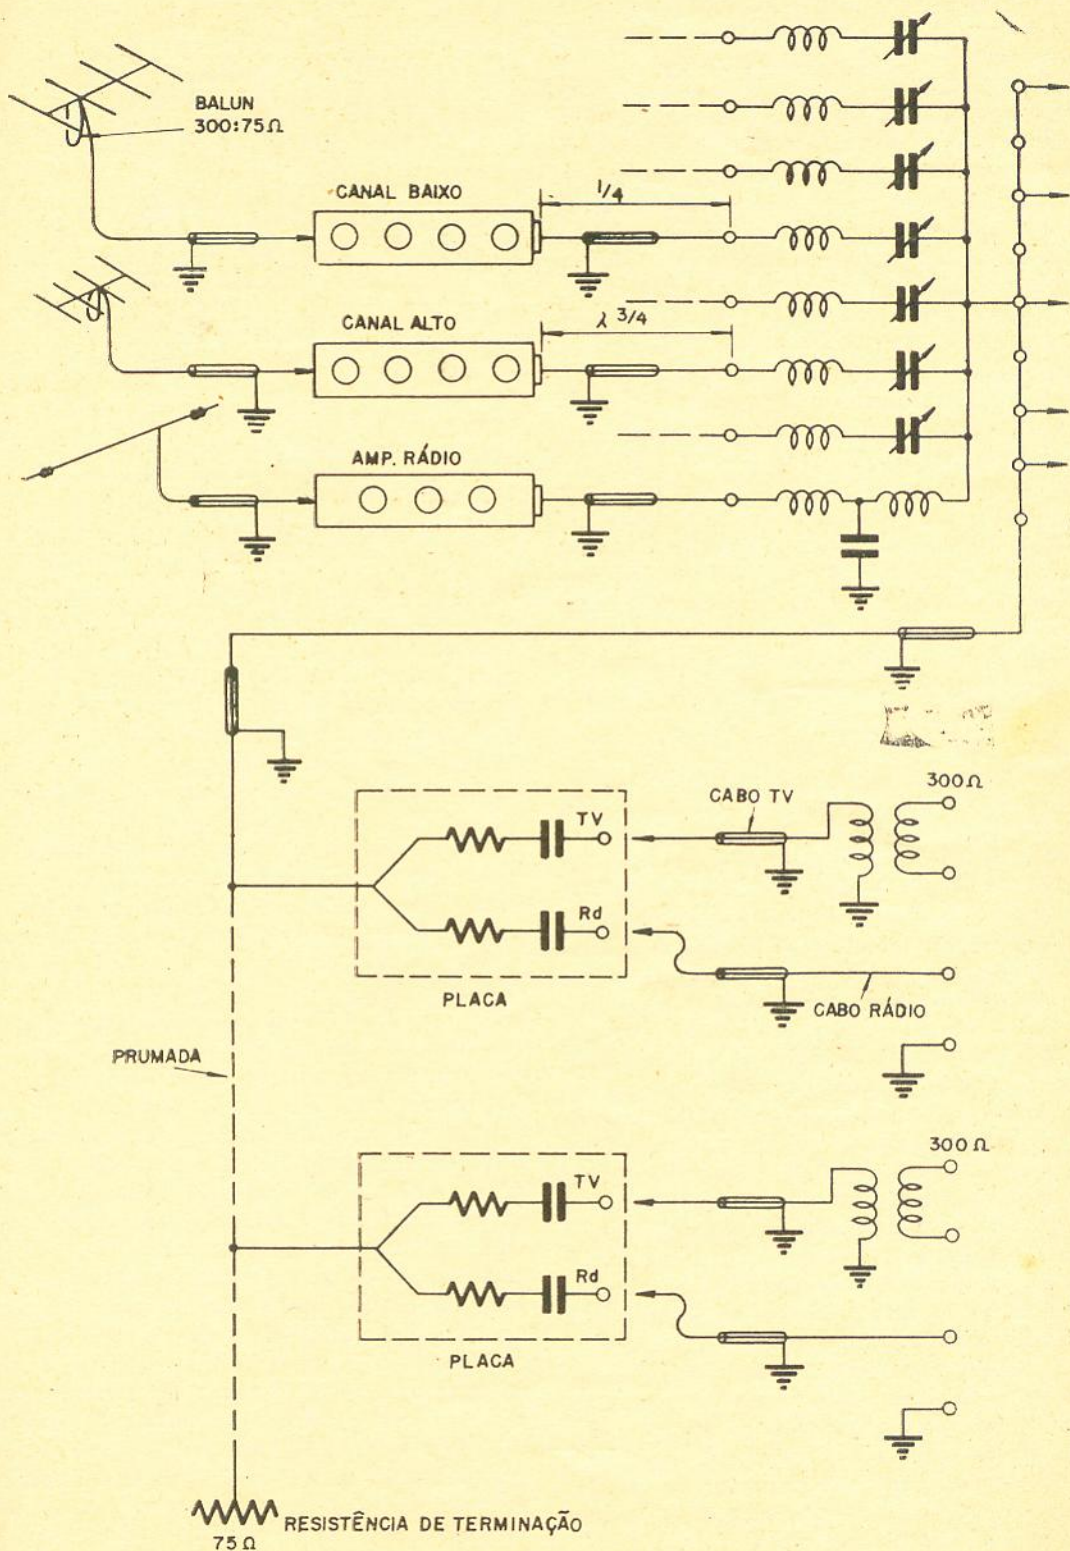 BALUN
300:75Ω
CANAL BAIXO
1/4
CANAL ALTO
λ 3/4
AMP. RÁDIO
300Ω
CABO TV
TV
Rd
PLACA
CABO RÁDIO
PRUMADA
300Ω
TV
Rd
PLACA
RESISTÊNCIA DE TERMINAÇÃO
75Ω